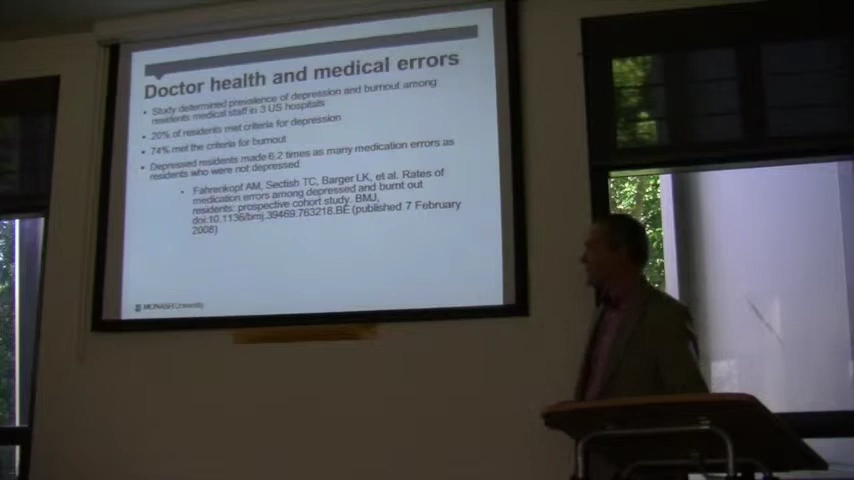 Doctor health and medical errors
• Study determined prevalence of depression and burnout among
residents medical staff in 3 US hospitals
• 20% of residents met criteria for depression
• 74% met the criteria for burnout
• Depressed residents made 6.2 times as many medication errors as
residents who were not depressed
• Fahrenkopf AM, Sectish TC, Barger LK, et al. Rates of
medication errors among depressed and burnt out
residents: prospective cohort study. BMJ,
doi:10.1136/bmj.39469.763218.BE (published 7 February
2008)
MONASH University